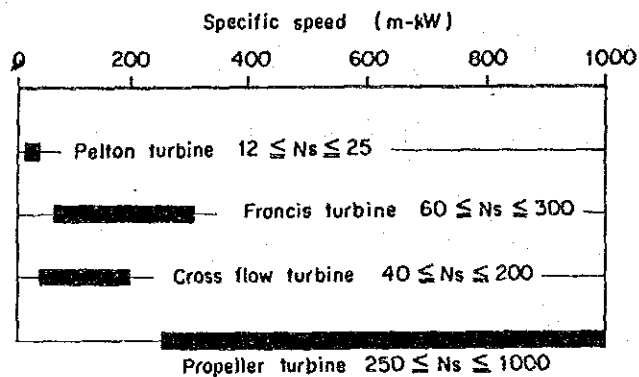 Specific speed (m-kW)
0 200 400 600 800 1000
Pelton turbine 12 ≦ Ns ≦ 25
Francis turbine 60 ≦ Ns ≦ 300
Cross flow turbine 40 ≦ Ns ≦ 200
Propeller turbine 250 ≦ Ns ≦ 1000